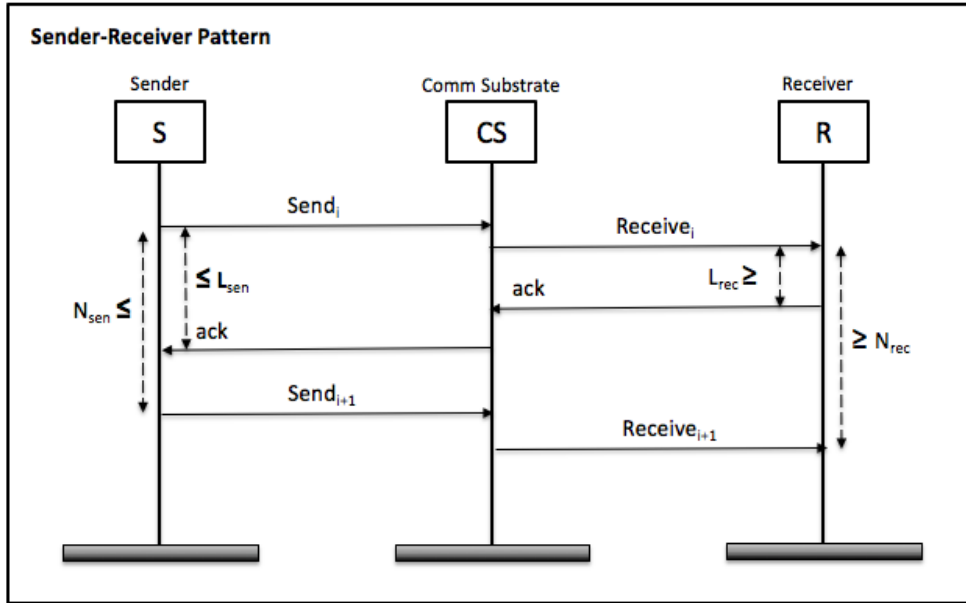 Sender-Receiver Pattern
Sender Comm Substrate Receiver
S CS R
Sendᵢ
Receiveᵢ
≤ Lsen Lrec ≥
ack
Nsen ≤
ack
≥ Nrec
Sendᵢ₊₁
Receiveᵢ₊₁